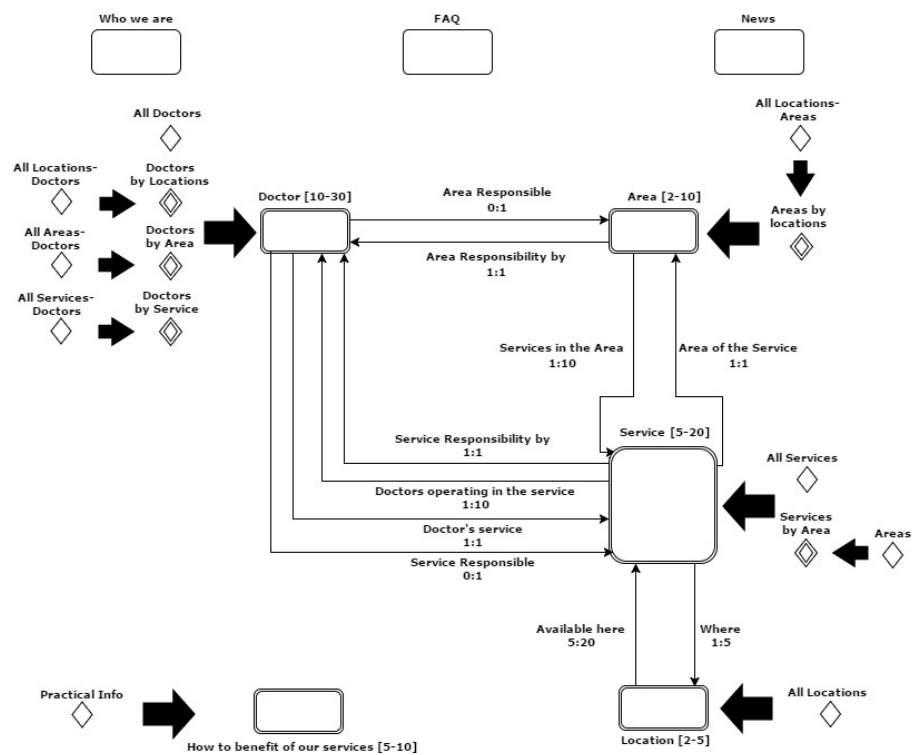 Who we are
FAQ
News
All Doctors
All Locations-
Doctors
Doctors
by Locations
All Areas-
Doctors
Doctors
by Area
All Services-
Doctors
Doctors
by Service
Doctor [10-30]
Area Responsible
0:1
Area Responsibility by
1:1
Area [2-10]
All Locations-
Areas
Areas by
locations
Services in the Area
1:10
Area of the Service
1:1
Service [5-20]
Service Responsibility by
1:1
Doctors operating in the service
1:10
Doctor's service
1:1
Service Responsible
0:1
All Services
Services
by Area
Areas
Available here
5:20
Where
1:5
Practical Info
How to benefit of our services [5-10]
Location [2-5]
All Locations